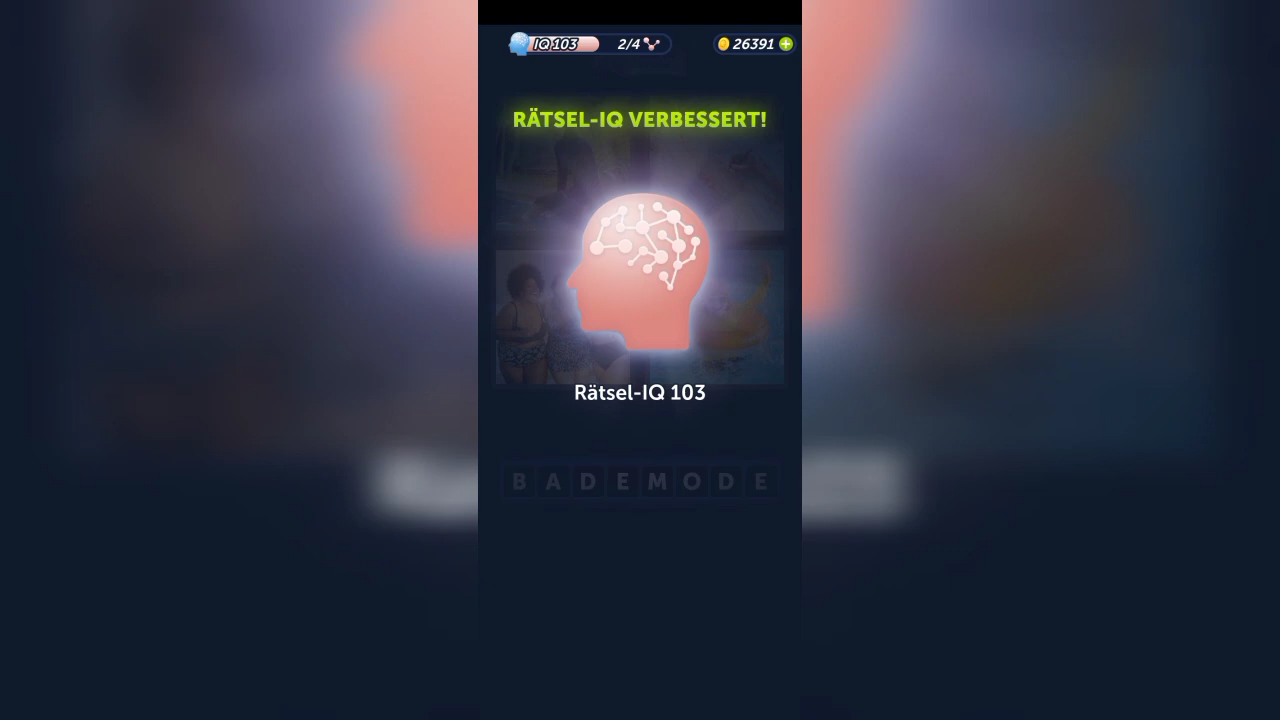 IQ 103 2/4 26391
RÄTSEL-IQ VERBESSERT!
Rätsel-IQ 103
BADEMODE